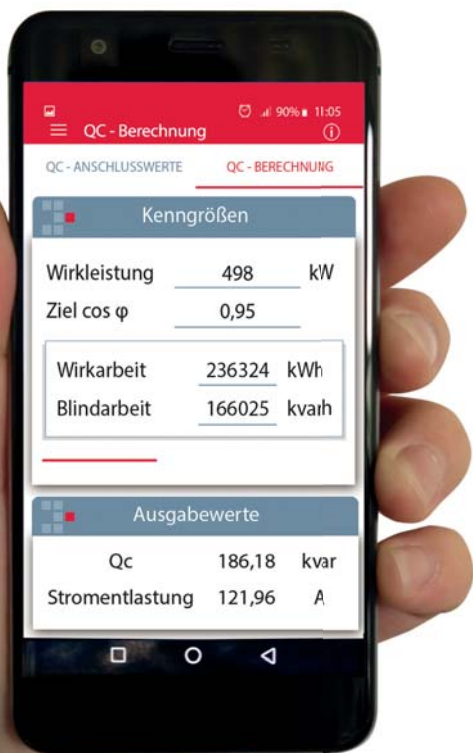 90% 11:05
QC - Berechnung
QC - ANSCHLUSSWERTE QC - BERECHNUNG
Kenngrößen
Wirkleistung 498 kW
Ziel cos φ 0,95
Wirkarbeit 236324 kWh
Blindarbeit 166025 kvarh
Ausgabewerte
Qc 186,18 kvar
Stromentlastung 121,96 A